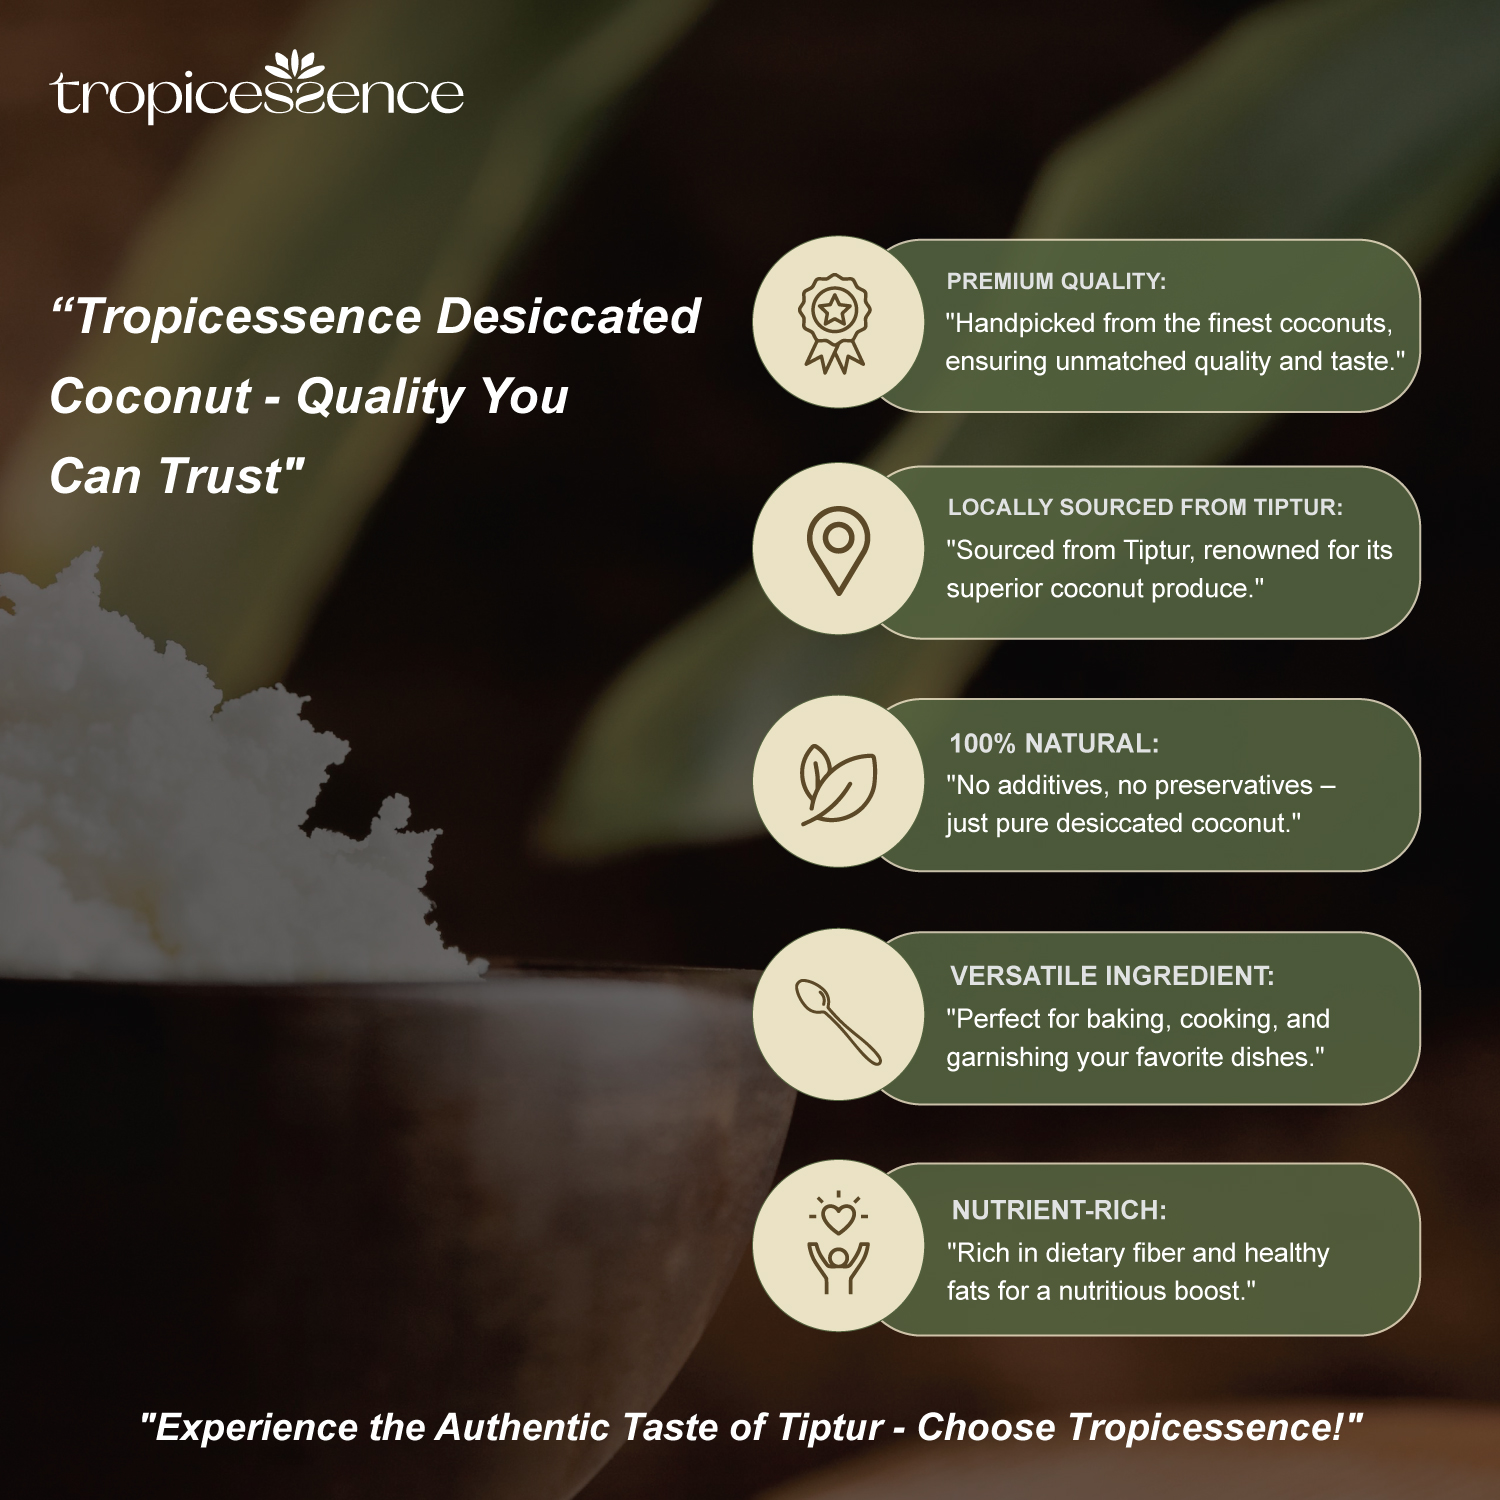 tropicessence
“Tropicessence Desiccated
Coconut - Quality You
Can Trust"
PREMIUM QUALITY:
"Handpicked from the finest coconuts,
ensuring unmatched quality and taste."
LOCALLY SOURCED FROM TIPTUR:
"Sourced from Tiptur, renowned for its
superior coconut produce."
100% NATURAL:
"No additives, no preservatives –
just pure desiccated coconut."
VERSATILE INGREDIENT:
"Perfect for baking, cooking, and
garnishing your favorite dishes."
NUTRIENT-RICH:
"Rich in dietary fiber and healthy
fats for a nutritious boost."
"Experience the Authentic Taste of Tiptur - Choose Tropicessence!"